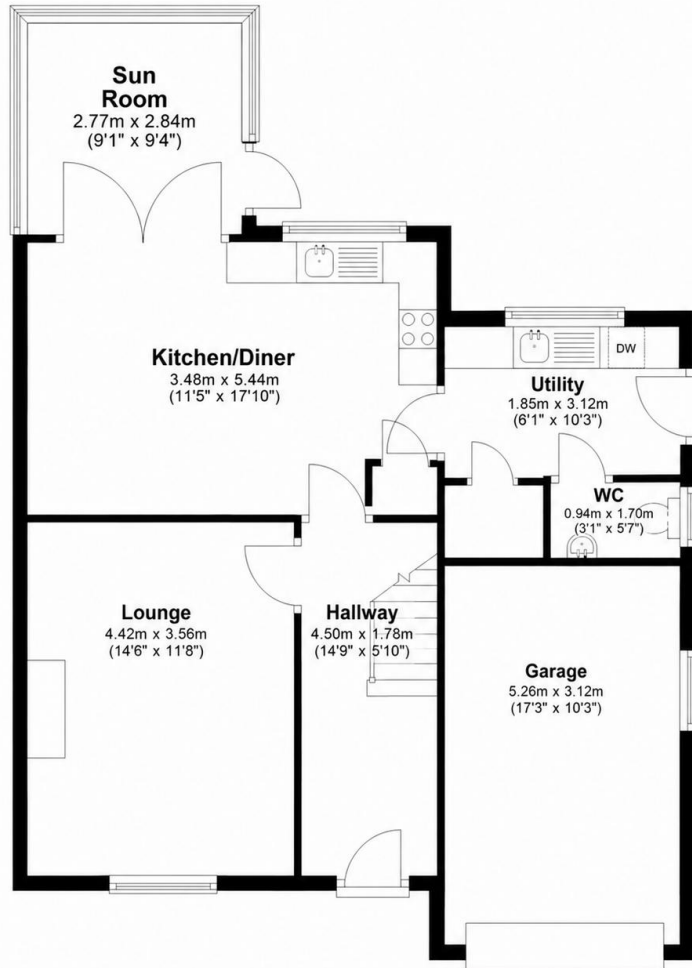 Sun
Room
2.77m x 2.84m
(9'1" x 9'4")
Kitchen/Diner
3.48m x 5.44m
(11'5" x 17'10")
DW
Utility
1.85m x 3.12m
(6'1" x 10'3")
WC
0.94m x 1.70m
(3'1" x 5'7")
Lounge
4.42m x 3.56m
(14'6" x 11'8")
Hallway
4.50m x 1.78m
(14'9" x 5'10")
Garage
5.26m x 3.12m
(17'3" x 10'3")